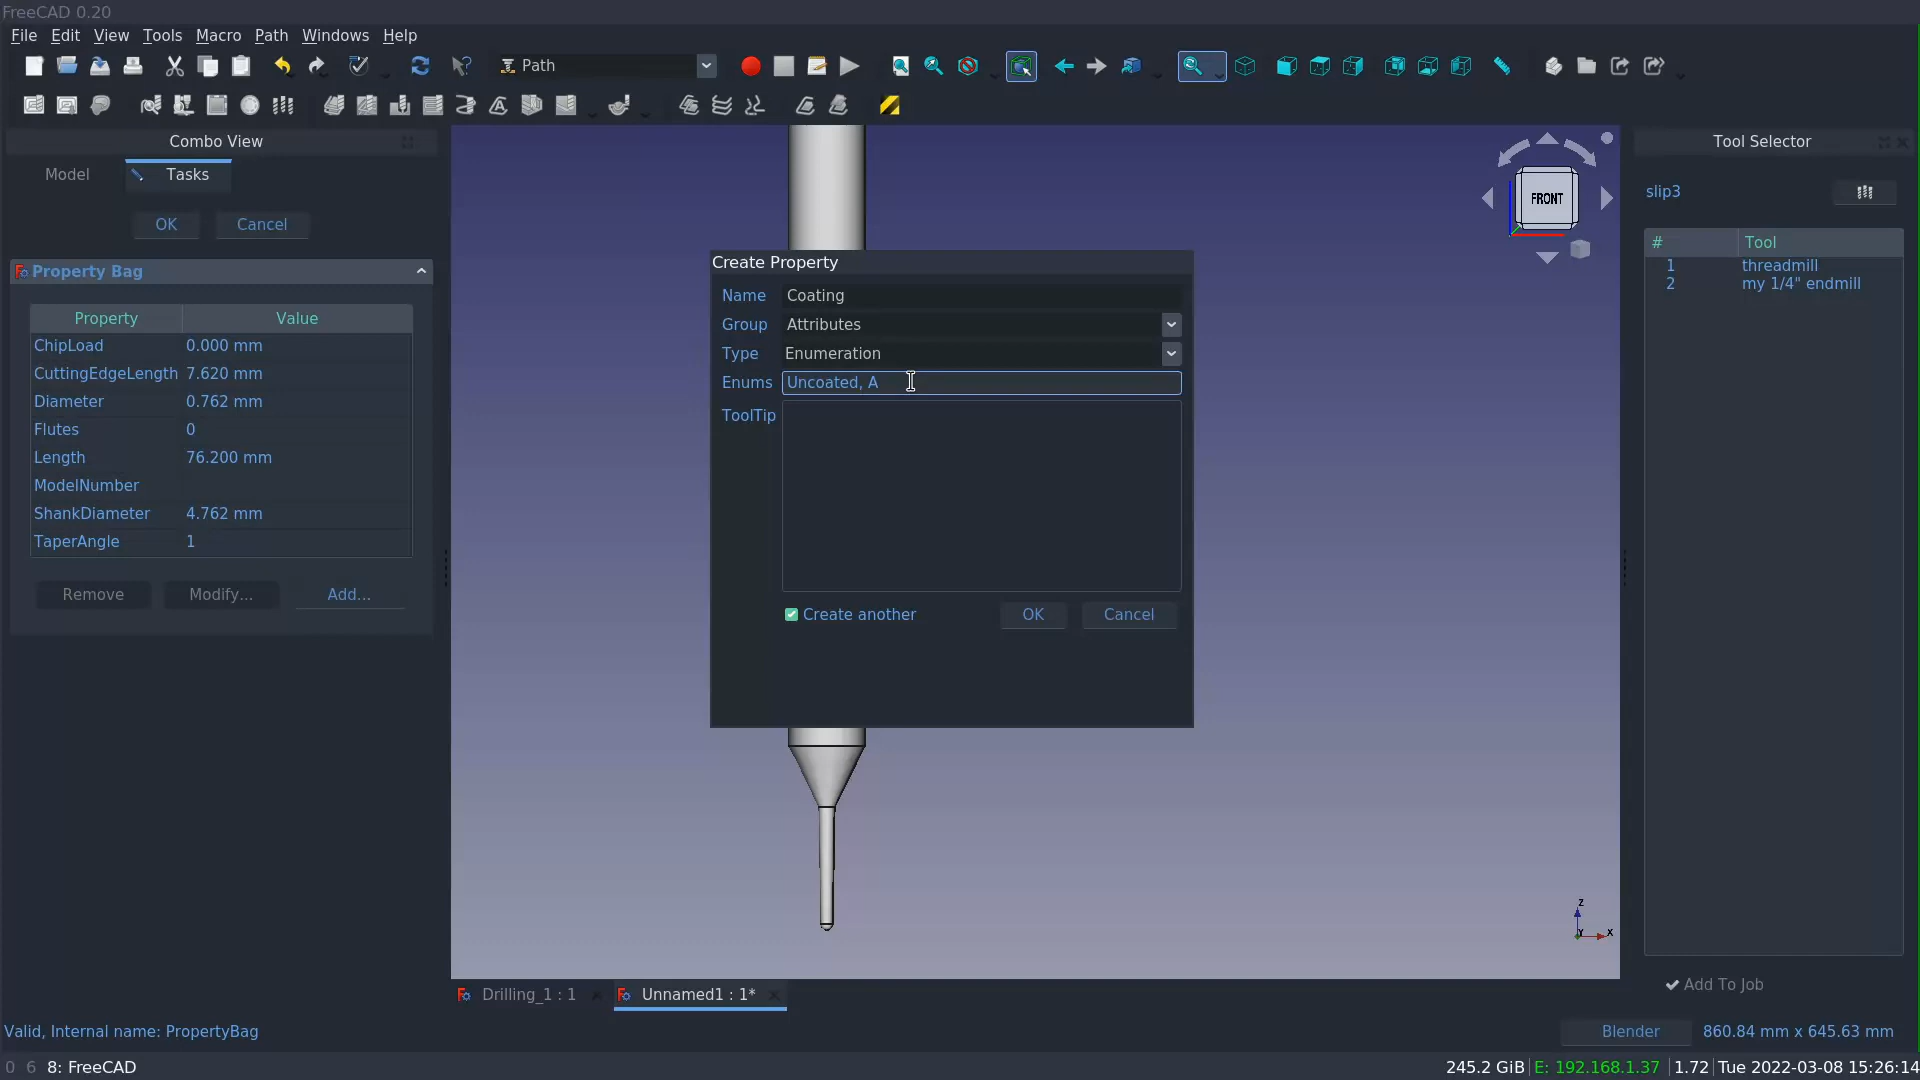 FreeCAD 0.20
File Edit View Tools Macro Path Windows Help
Path
Combo View
Model Tasks
OK Cancel
Property Bag
Property Value
ChipLoad 0.000 mm
CuttingEdgeLength 7.620 mm
Diameter 0.762 mm
Flutes 0
Length 76.200 mm
ModelNumber
ShankDiameter 4.762 mm
TaperAngle 1
Remove Modify... Add...
Create Property
Name Coating
Group Attributes
Type Enumeration
Enums Uncoated, A
ToolTip
Create another OK Cancel
FRONT
Z
Y
X
Tool Selector
slip3
# Tool
1 threadmill
2 my 1/4" endmill
Add To Job
Drilling_1 : 1 Unnamed1 : 1*
Valid, Internal name: PropertyBag
Blender 860.84 mm x 645.63 mm
0 6 8: FreeCAD
245.2 GiB E: 192.168.1.37 1.72 Tue 2022-03-08 15:26:14